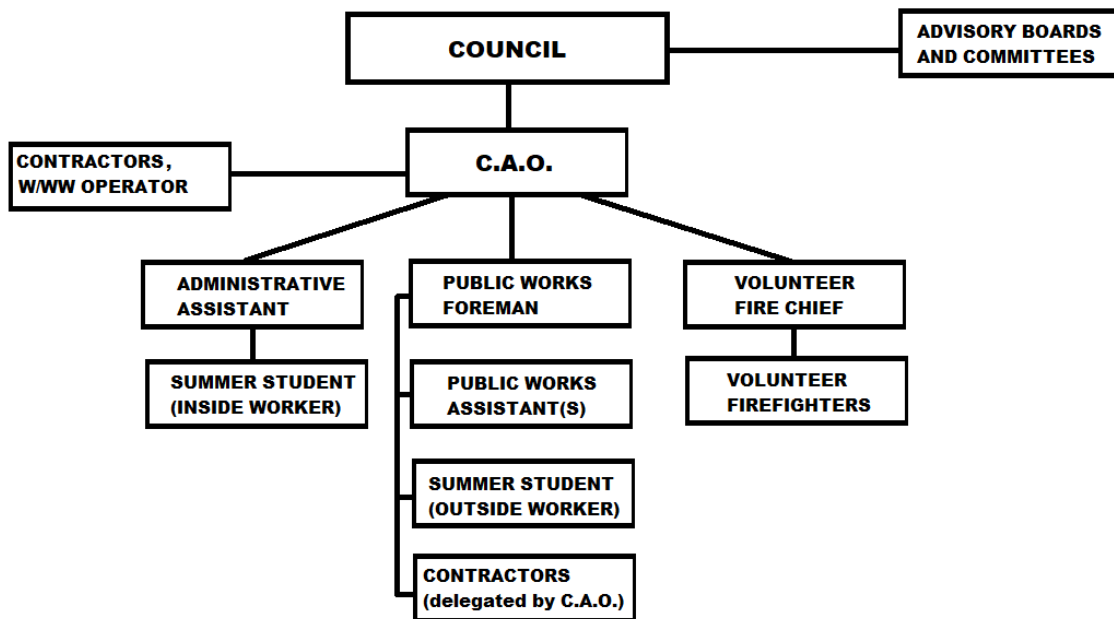 COUNCIL
ADVISORY BOARDS
AND COMMITTEES
C.A.O.
CONTRACTORS,
W/WW OPERATOR
ADMINISTRATIVE
ASSISTANT
SUMMER STUDENT
(INSIDE WORKER)
PUBLIC WORKS
FOREMAN
PUBLIC WORKS
ASSISTANT(S)
SUMMER STUDENT
(OUTSIDE WORKER)
CONTRACTORS
(delegated by C.A.O.)
VOLUNTEER
FIRE CHIEF
VOLUNTEER
FIREFIGHTERS